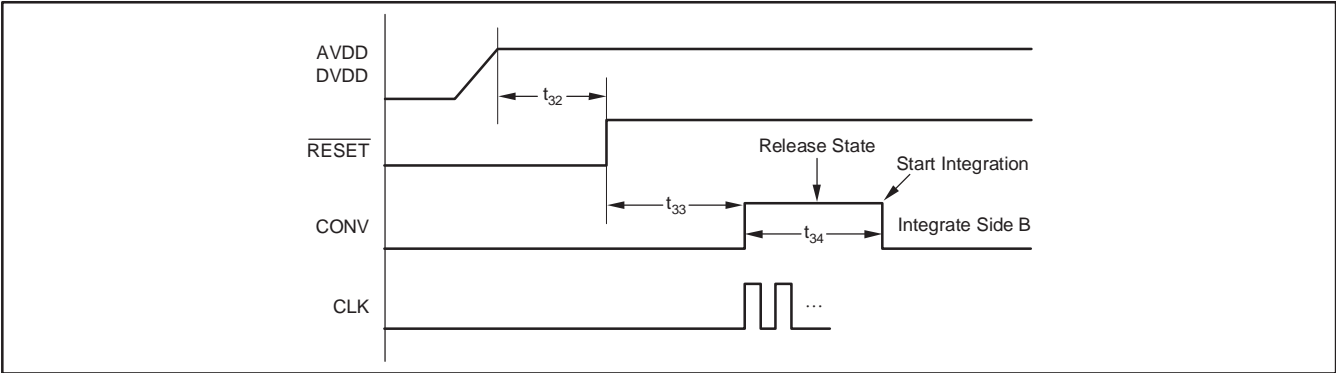 AVDD
DVDD
t32
RESET
Release State
Start Integration
t33
CONV
t34
Integrate Side B
CLK
...